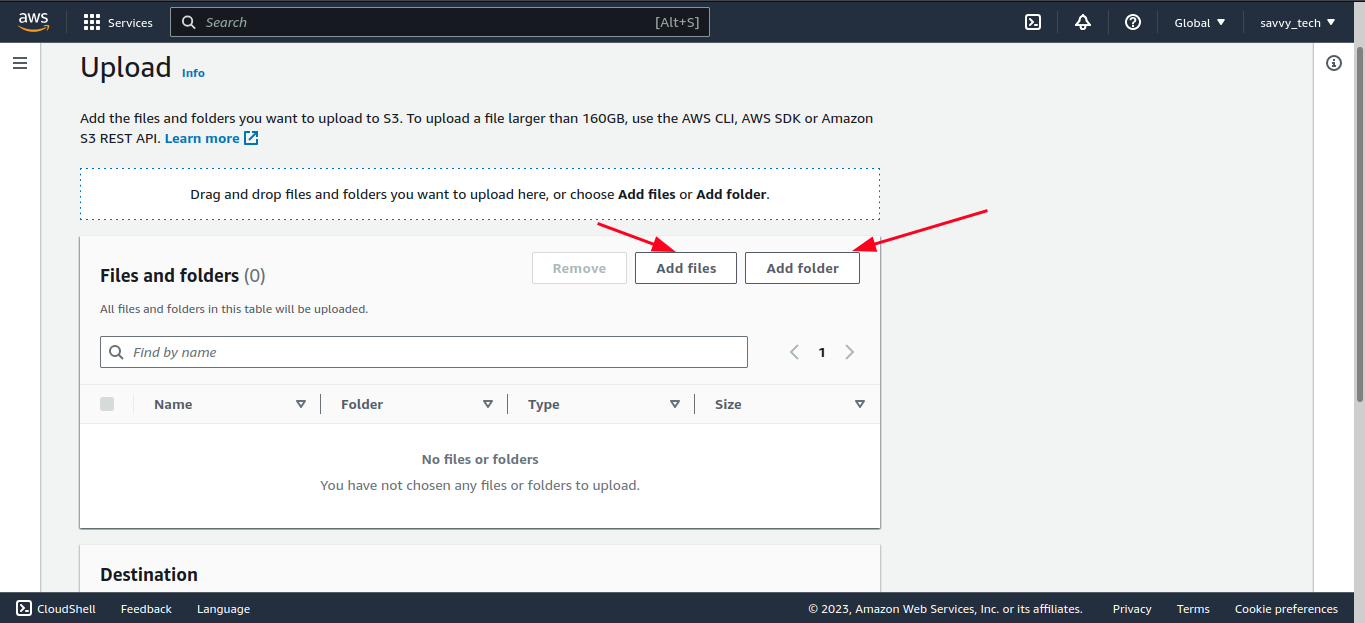 aws Services Search [Alt+S] Global savvy_tech
Upload Info
Add the files and folders you want to upload to S3. To upload a file larger than 160GB, use the AWS CLI, AWS SDK or Amazon
S3 REST API. Learn more
Drag and drop files and folders you want to upload here, or choose Add files or Add folder.
Files and folders (0) Remove Add files Add folder
All files and folders in this table will be uploaded.
Find by name 1
Name Folder Type Size
No files or folders
You have not chosen any files or folders to upload.
Destination
CloudShell Feedback Language © 2023, Amazon Web Services, Inc. or its affiliates. Privacy Terms Cookie preferences